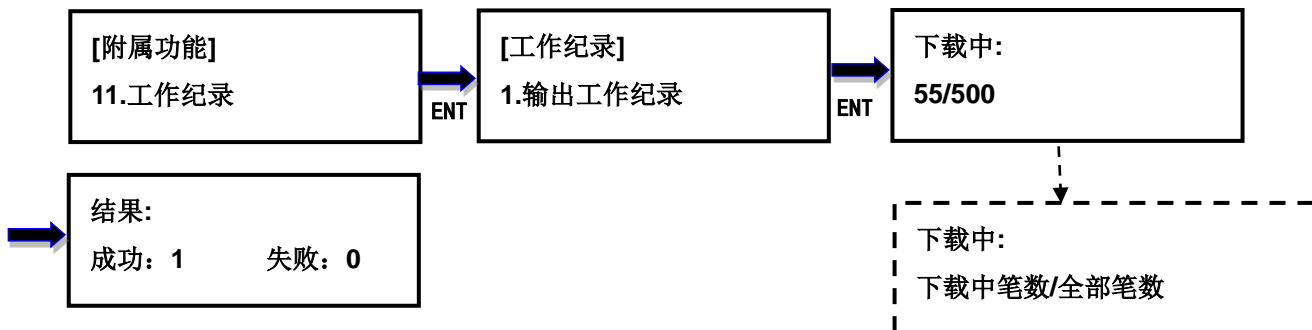 [附属功能]
11.工作纪录
ENT
[工作纪录]
1.输出工作纪录
ENT
下载中:
55/500
结果:
成功：1 失败：0
下载中:
下载中笔数/全部笔数